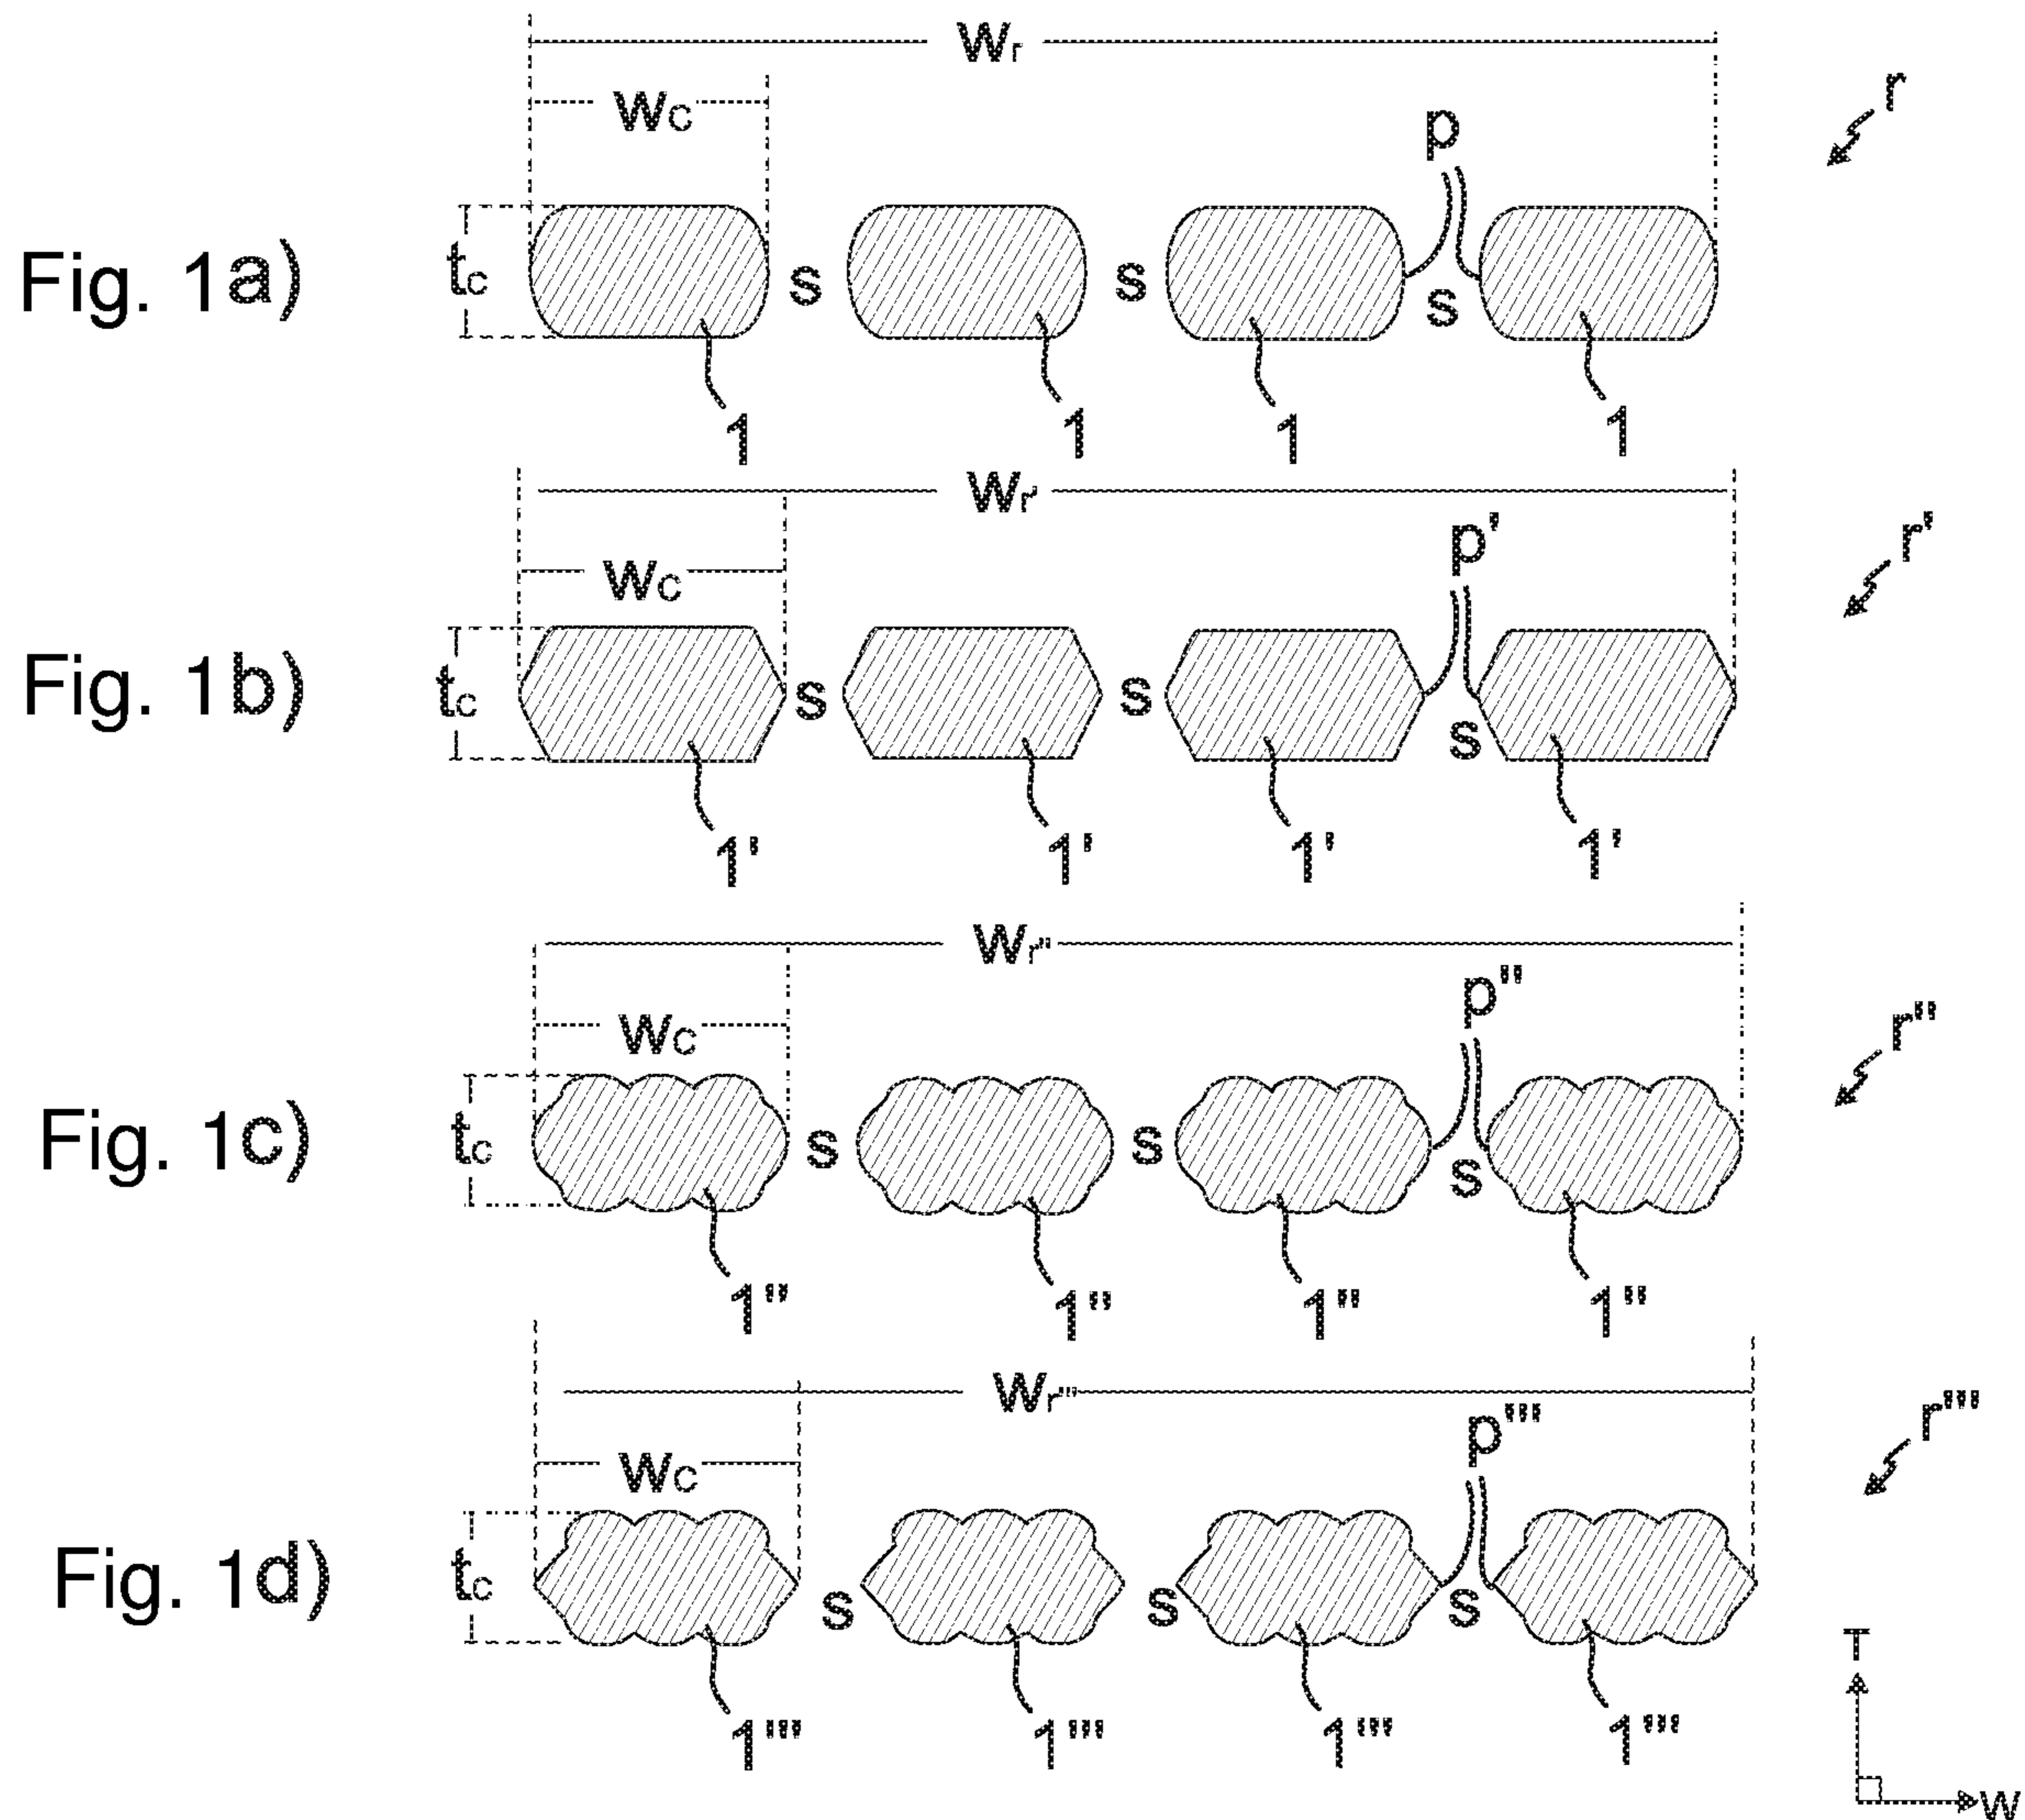 Wr
Wc
r
p
Fig. 1a)
tc
s
s
s
1
1
1
1
Wr'
Wc
r'
p'
Fig. 1b)
tc
s
s
s
1'
1'
1'
1'
Wr''
Wc
r''
p''
Fig. 1c)
tc
s
s
s
1''
1''
1''
1''
Wr'''
Wc
r'''
p'''
Fig. 1d)
tc
s
s
s
1'''
1'''
1'''
1'''
T
W